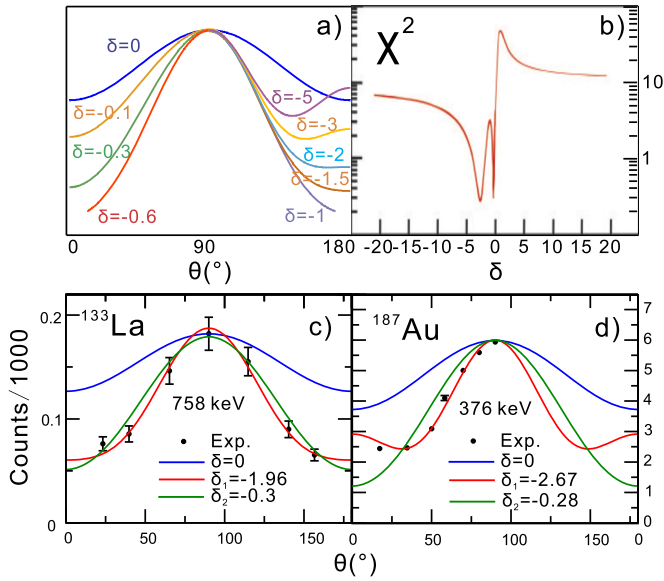 a)
δ=0
δ=-0.1
δ=-0.3
δ=-0.6
δ=-5
δ=-3
δ=-2
δ=-1.5
δ=-1
0 90 180
θ(°)
b)
X²
10
1
-20 -15 -10 -5 0 5 10 15 20
δ
¹³³La
c)
758 keV
Exp.
δ=0
δ₁=-1.96
δ₂=-0.3
0.2
0.1
0
Counts/1000
0 50 100 150
¹⁸⁷Au
d)
376 keV
Exp.
δ=0
δ₁=-2.67
δ₂=-0.28
7
6
5
4
3
2
1
0
0 50 100 150
θ(°)